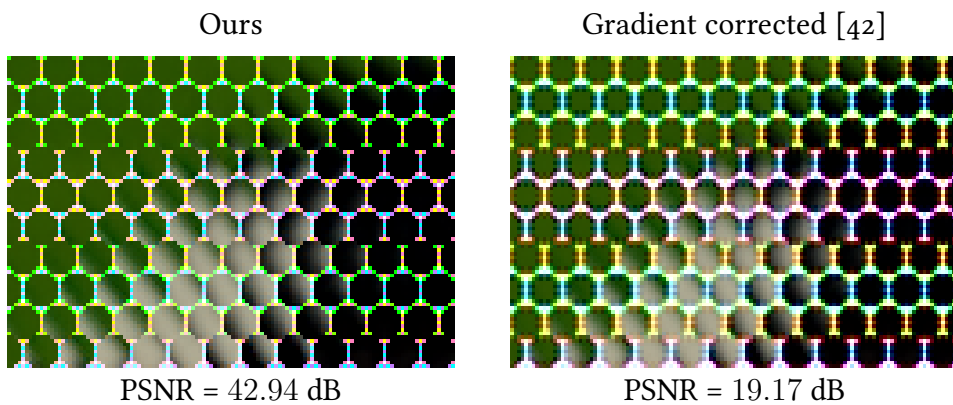 Ours
Gradient corrected [42]
PSNR = 42.94 dB
PSNR = 19.17 dB